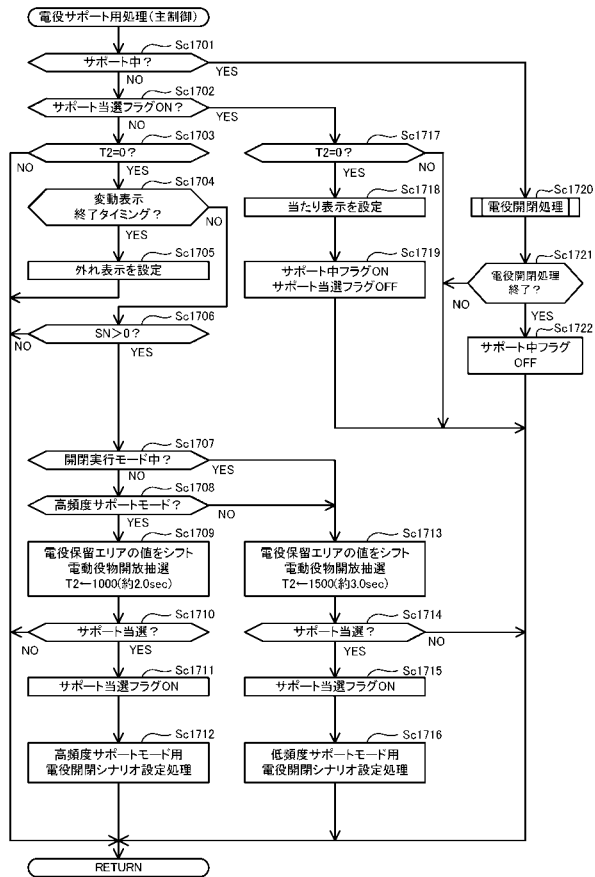 電役サポート用処理(主制御)
Sc1701
サポート中？
YES
NO
Sc1702
サポート当選フラグON？
YES
NO
Sc1703
T2=0？
NO
YES
Sc1717
T2=0？
NO
YES
Sc1704
変動表示
終了タイミング？
NO
YES
Sc1718
当たり表示を設定
Sc1720
電役開閉処理
Sc1705
外れ表示を設定
Sc1719
サポート中フラグON
サポート当選フラグOFF
Sc1721
電役開閉処理
終了？
NO
YES
Sc1706
SN＞0？
NO
YES
Sc1722
サポート中フラグ
OFF
Sc1707
開閉実行モード中？
YES
NO
Sc1708
高頻度サポートモード？
NO
YES
Sc1709
電役保留エリアの値をシフト
電動役物開放抽選
T2←1000(約2.0sec)
Sc1713
電役保留エリアの値をシフト
電動役物開放抽選
T2←1500(約3.0sec)
Sc1710
サポート当選？
NO
YES
Sc1714
サポート当選？
NO
YES
Sc1711
サポート当選フラグON
Sc1715
サポート当選フラグON
Sc1712
高頻度サポートモード用
電役開閉シナリオ設定処理
Sc1716
低頻度サポートモード用
電役開閉シナリオ設定処理
RETURN